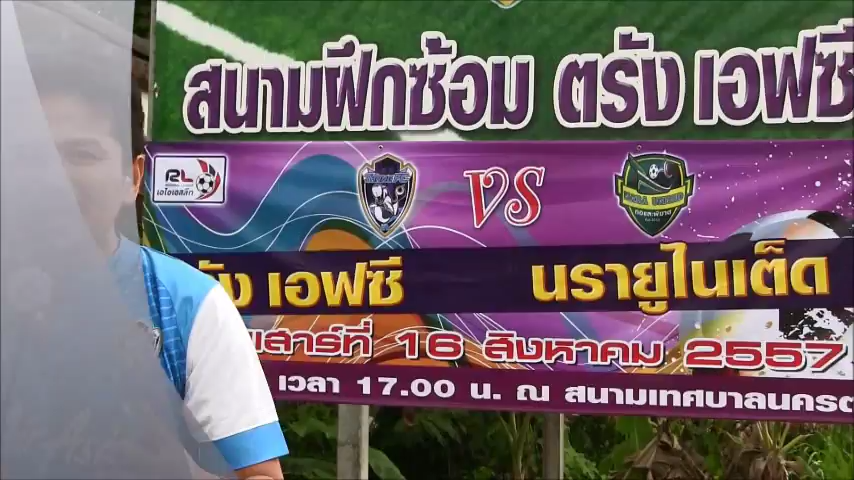 สนามฝึกซ้อม ตรัง เอฟซี
RL
เอไอเอสลีก
VS
ตรัง เอฟซี นรายูไนเต็ด
เสาร์ที่ 16 สิงหาคม 2557
เวลา 17.00 น. ณ สนามเทศบาลนคร